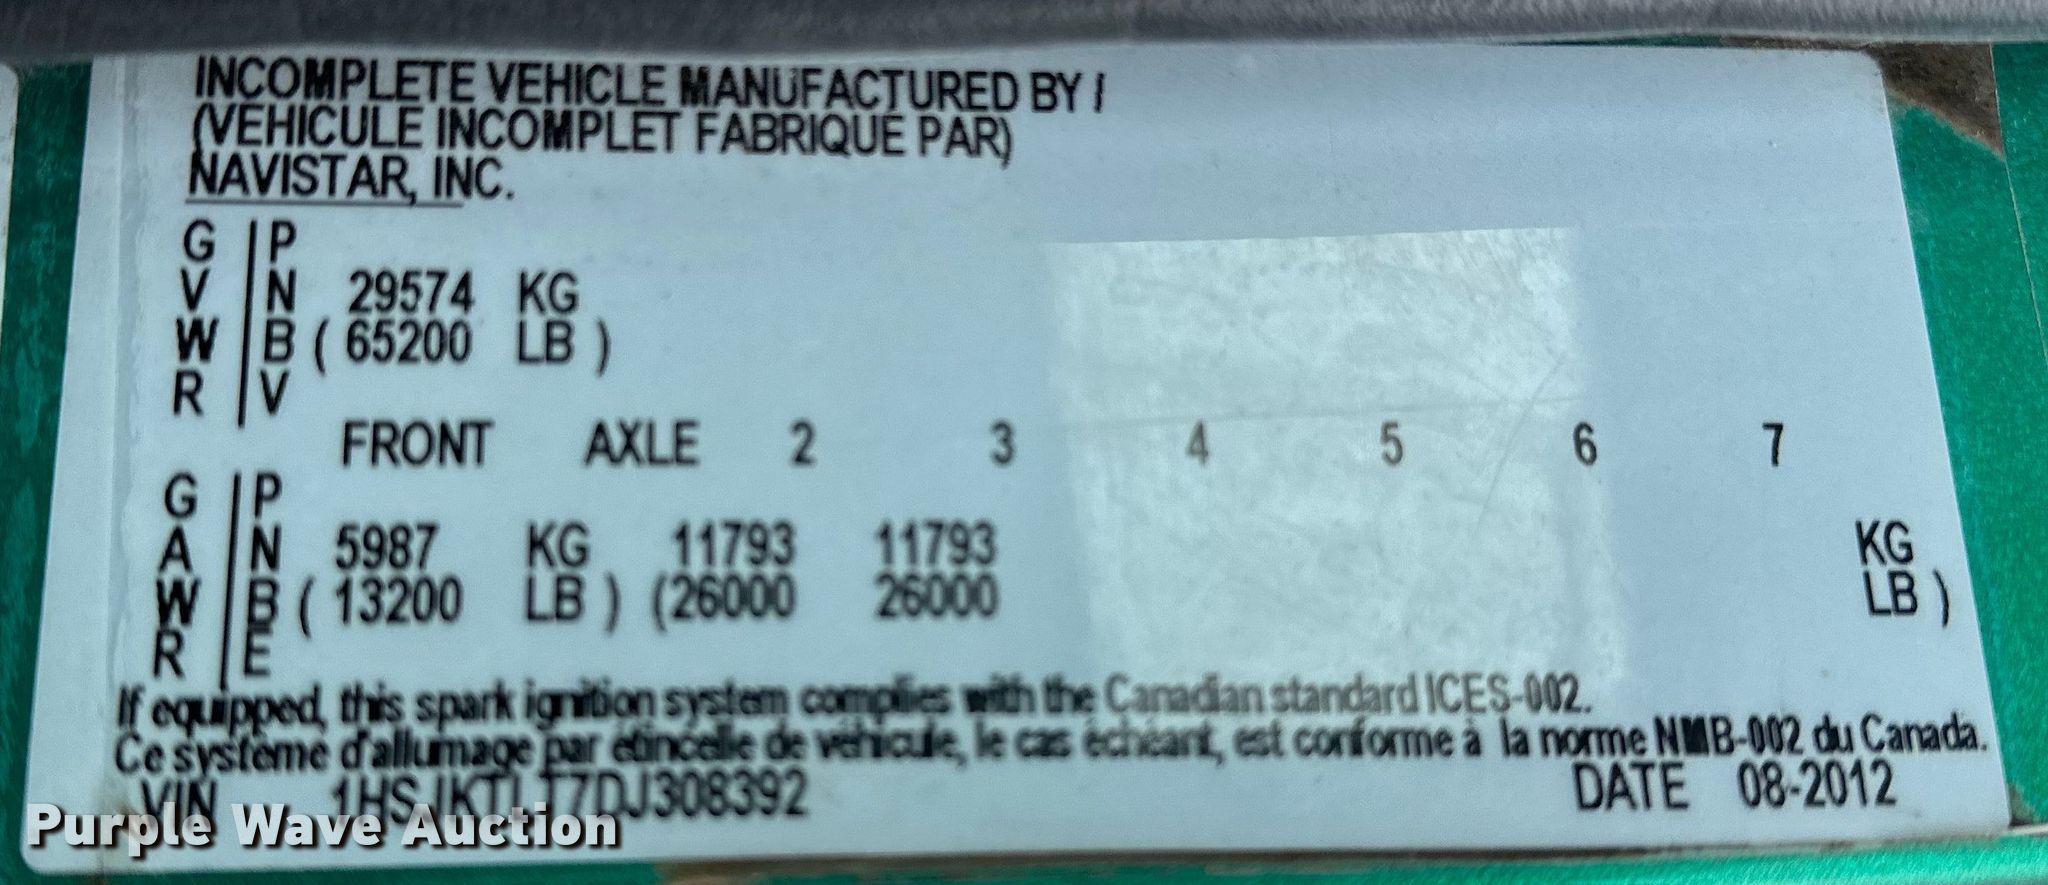 INCOMPLETE VEHICLE MANUFACTURED BY /
(VEHICULE INCOMPLET FABRIQUE PAR)
NAVISTAR, INC.
G P
V N 29574 KG
W B ( 65200 LB )
R V
FRONT AXLE 2 3 4 5 6 7
G P
A N 5987 KG 11793 11793 KG
W B ( 13200 LB ) (26000 26000 LB )
R E
If equipped, this spark ignition system complies with the Canadian standard ICES-002.
Ce système d'allumage par étincelle de véhicule, le cas échéant, est conforme à la norme NMB-002 du Canada.
VIN DATE 08-2012
Purple Wave Auction